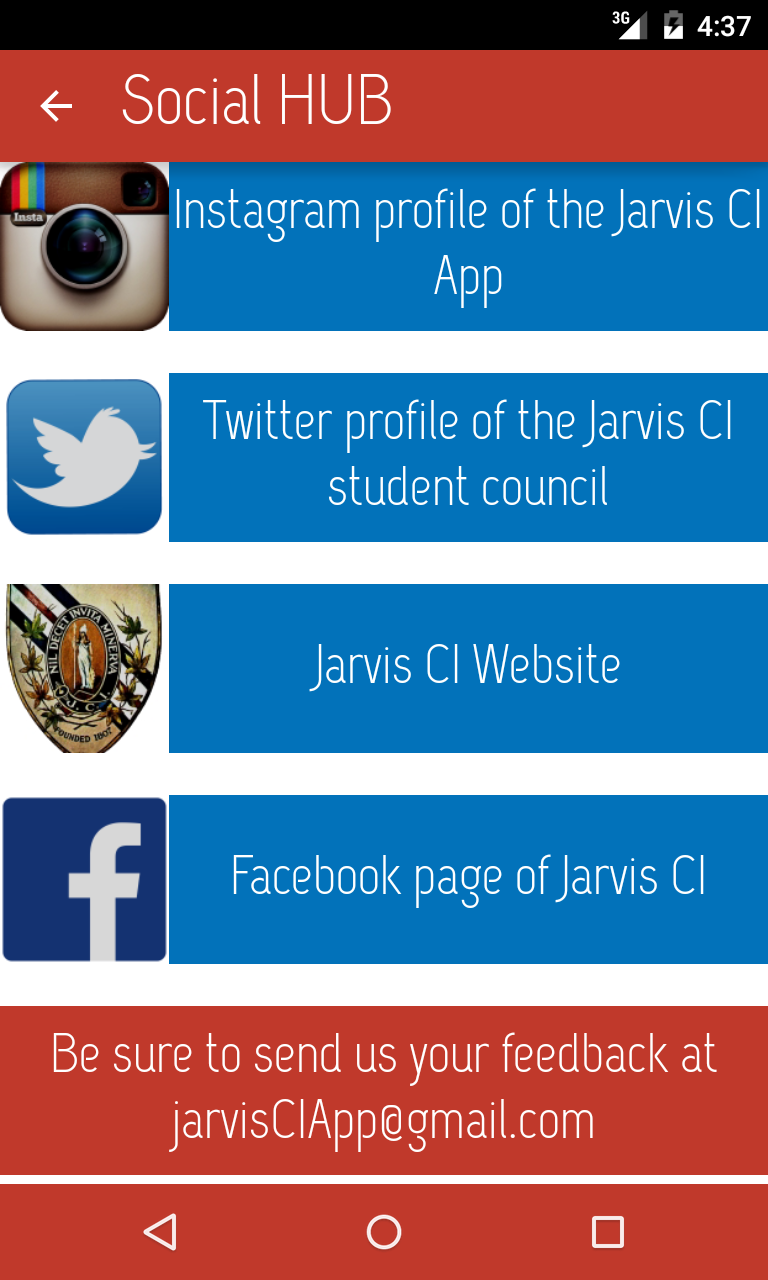 3G 4:37
Social HUB
Insta
Instagram profile of the Jarvis CI
App
Twitter profile of the Jarvis CI
student council
NIL DECET INVITA MINERVA
J.C.I.
FOUNDED 1807
Jarvis CI Website
Facebook page of Jarvis CI
Be sure to send us your feedback at
jarvisCIApp@gmail.com